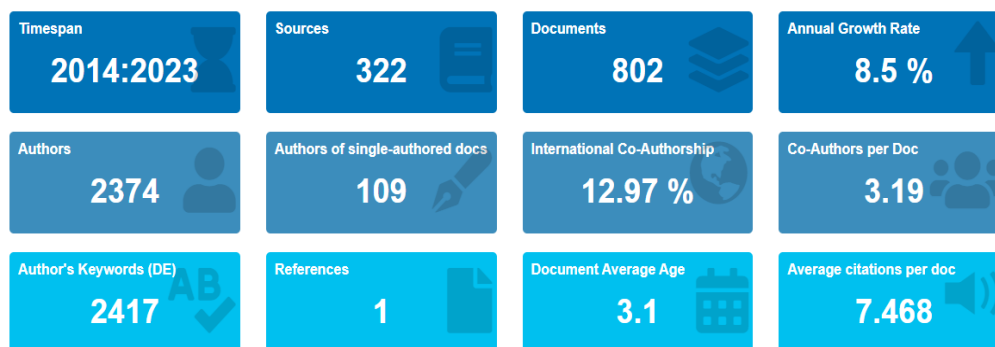 Timespan
2014:2023
Sources
322
Documents
802
Annual Growth Rate
8.5 %
Authors
2374
Authors of single-authored docs
109
International Co-Authorship
12.97 %
Co-Authors per Doc
3.19
Author's Keywords (DE)
AB
2417
References
1
Document Average Age
3.1
Average citations per doc
7.468